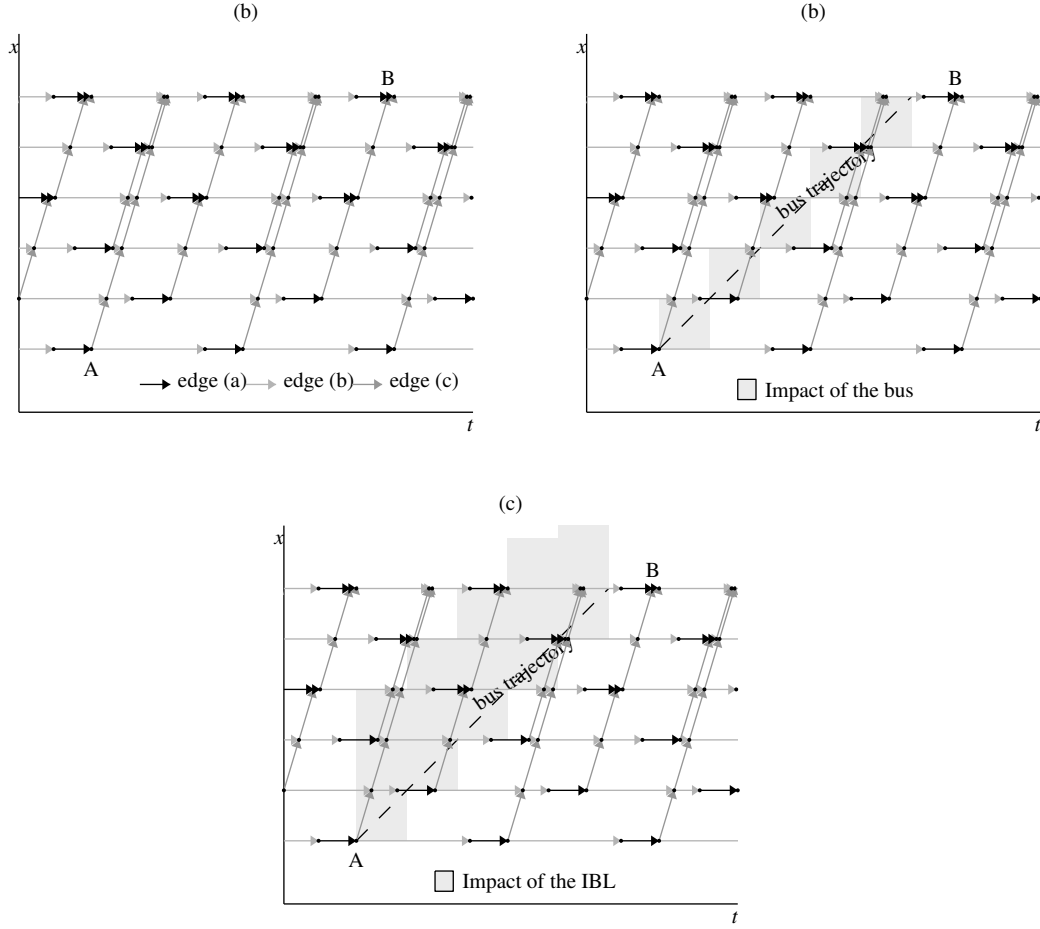 (b)
x
B
A
edge (a) edge (b) edge (c)
t
(b)
B
bus trajectory
A
Impact of the bus
t
(c)
x
B
bus trajectory
A
Impact of the IBL
t